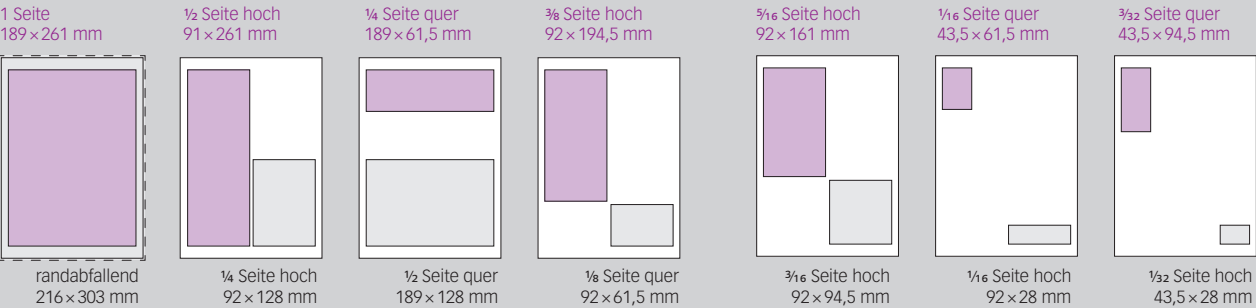 1 Seite
189 × 261 mm
½ Seite hoch
91 × 261 mm
¼ Seite quer
189 × 61,5 mm
⅜ Seite hoch
92 × 194,5 mm
5/16 Seite hoch
92 × 161 mm
1/16 Seite quer
43,5 × 61,5 mm
3/32 Seite quer
43,5 × 94,5 mm
randabfallend
216 × 303 mm
¼ Seite hoch
92 × 128 mm
½ Seite quer
189 × 128 mm
⅛ Seite quer
92 × 61,5 mm
3/16 Seite hoch
92 × 94,5 mm
1/16 Seite hoch
92 × 28 mm
1/32 Seite hoch
43,5 × 28 mm